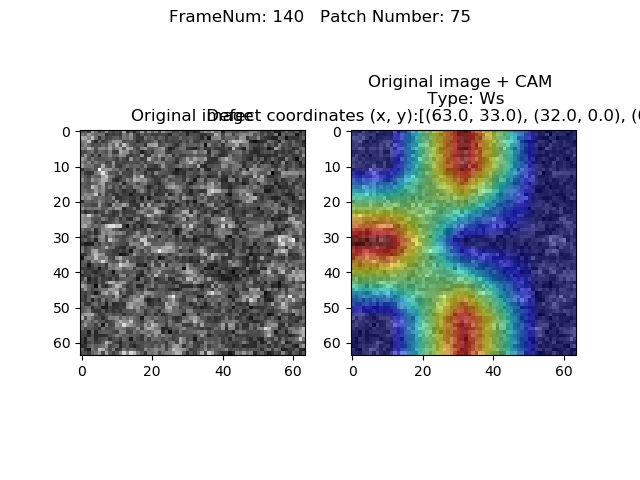 FrameNum: 140   Patch Number: 75
Original image + CAM
Type: Ws
Original image
Defect coordinates (x, y):[(63.0, 33.0), (32.0, 0.0), (
0
10
20
30
40
50
60
0 20 40 60
0
10
20
30
40
50
60
0 20 40 60